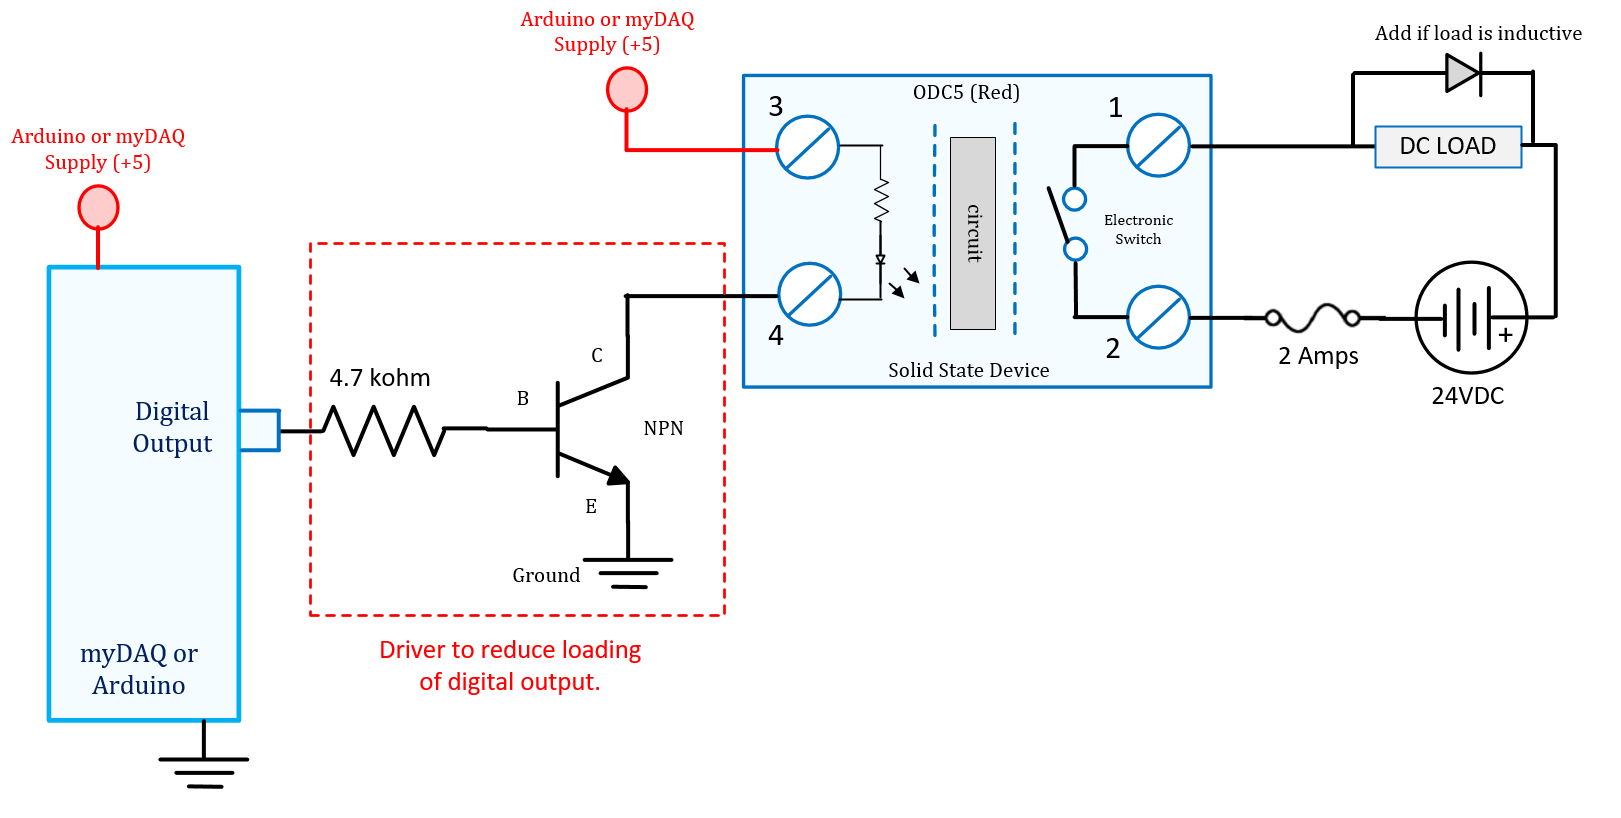 Arduino or myDAQ
Supply (+5)
Arduino or myDAQ
Supply (+5)
Add if load is inductive
ODC5 (Red)
3
1
DC LOAD
circuit
Electronic
Switch
4
2
Solid State Device
2 Amps
+
24VDC
4.7 kohm
C
B
NPN
E
Ground
Digital
Output
Driver to reduce loading
of digital output.
myDAQ or
Arduino